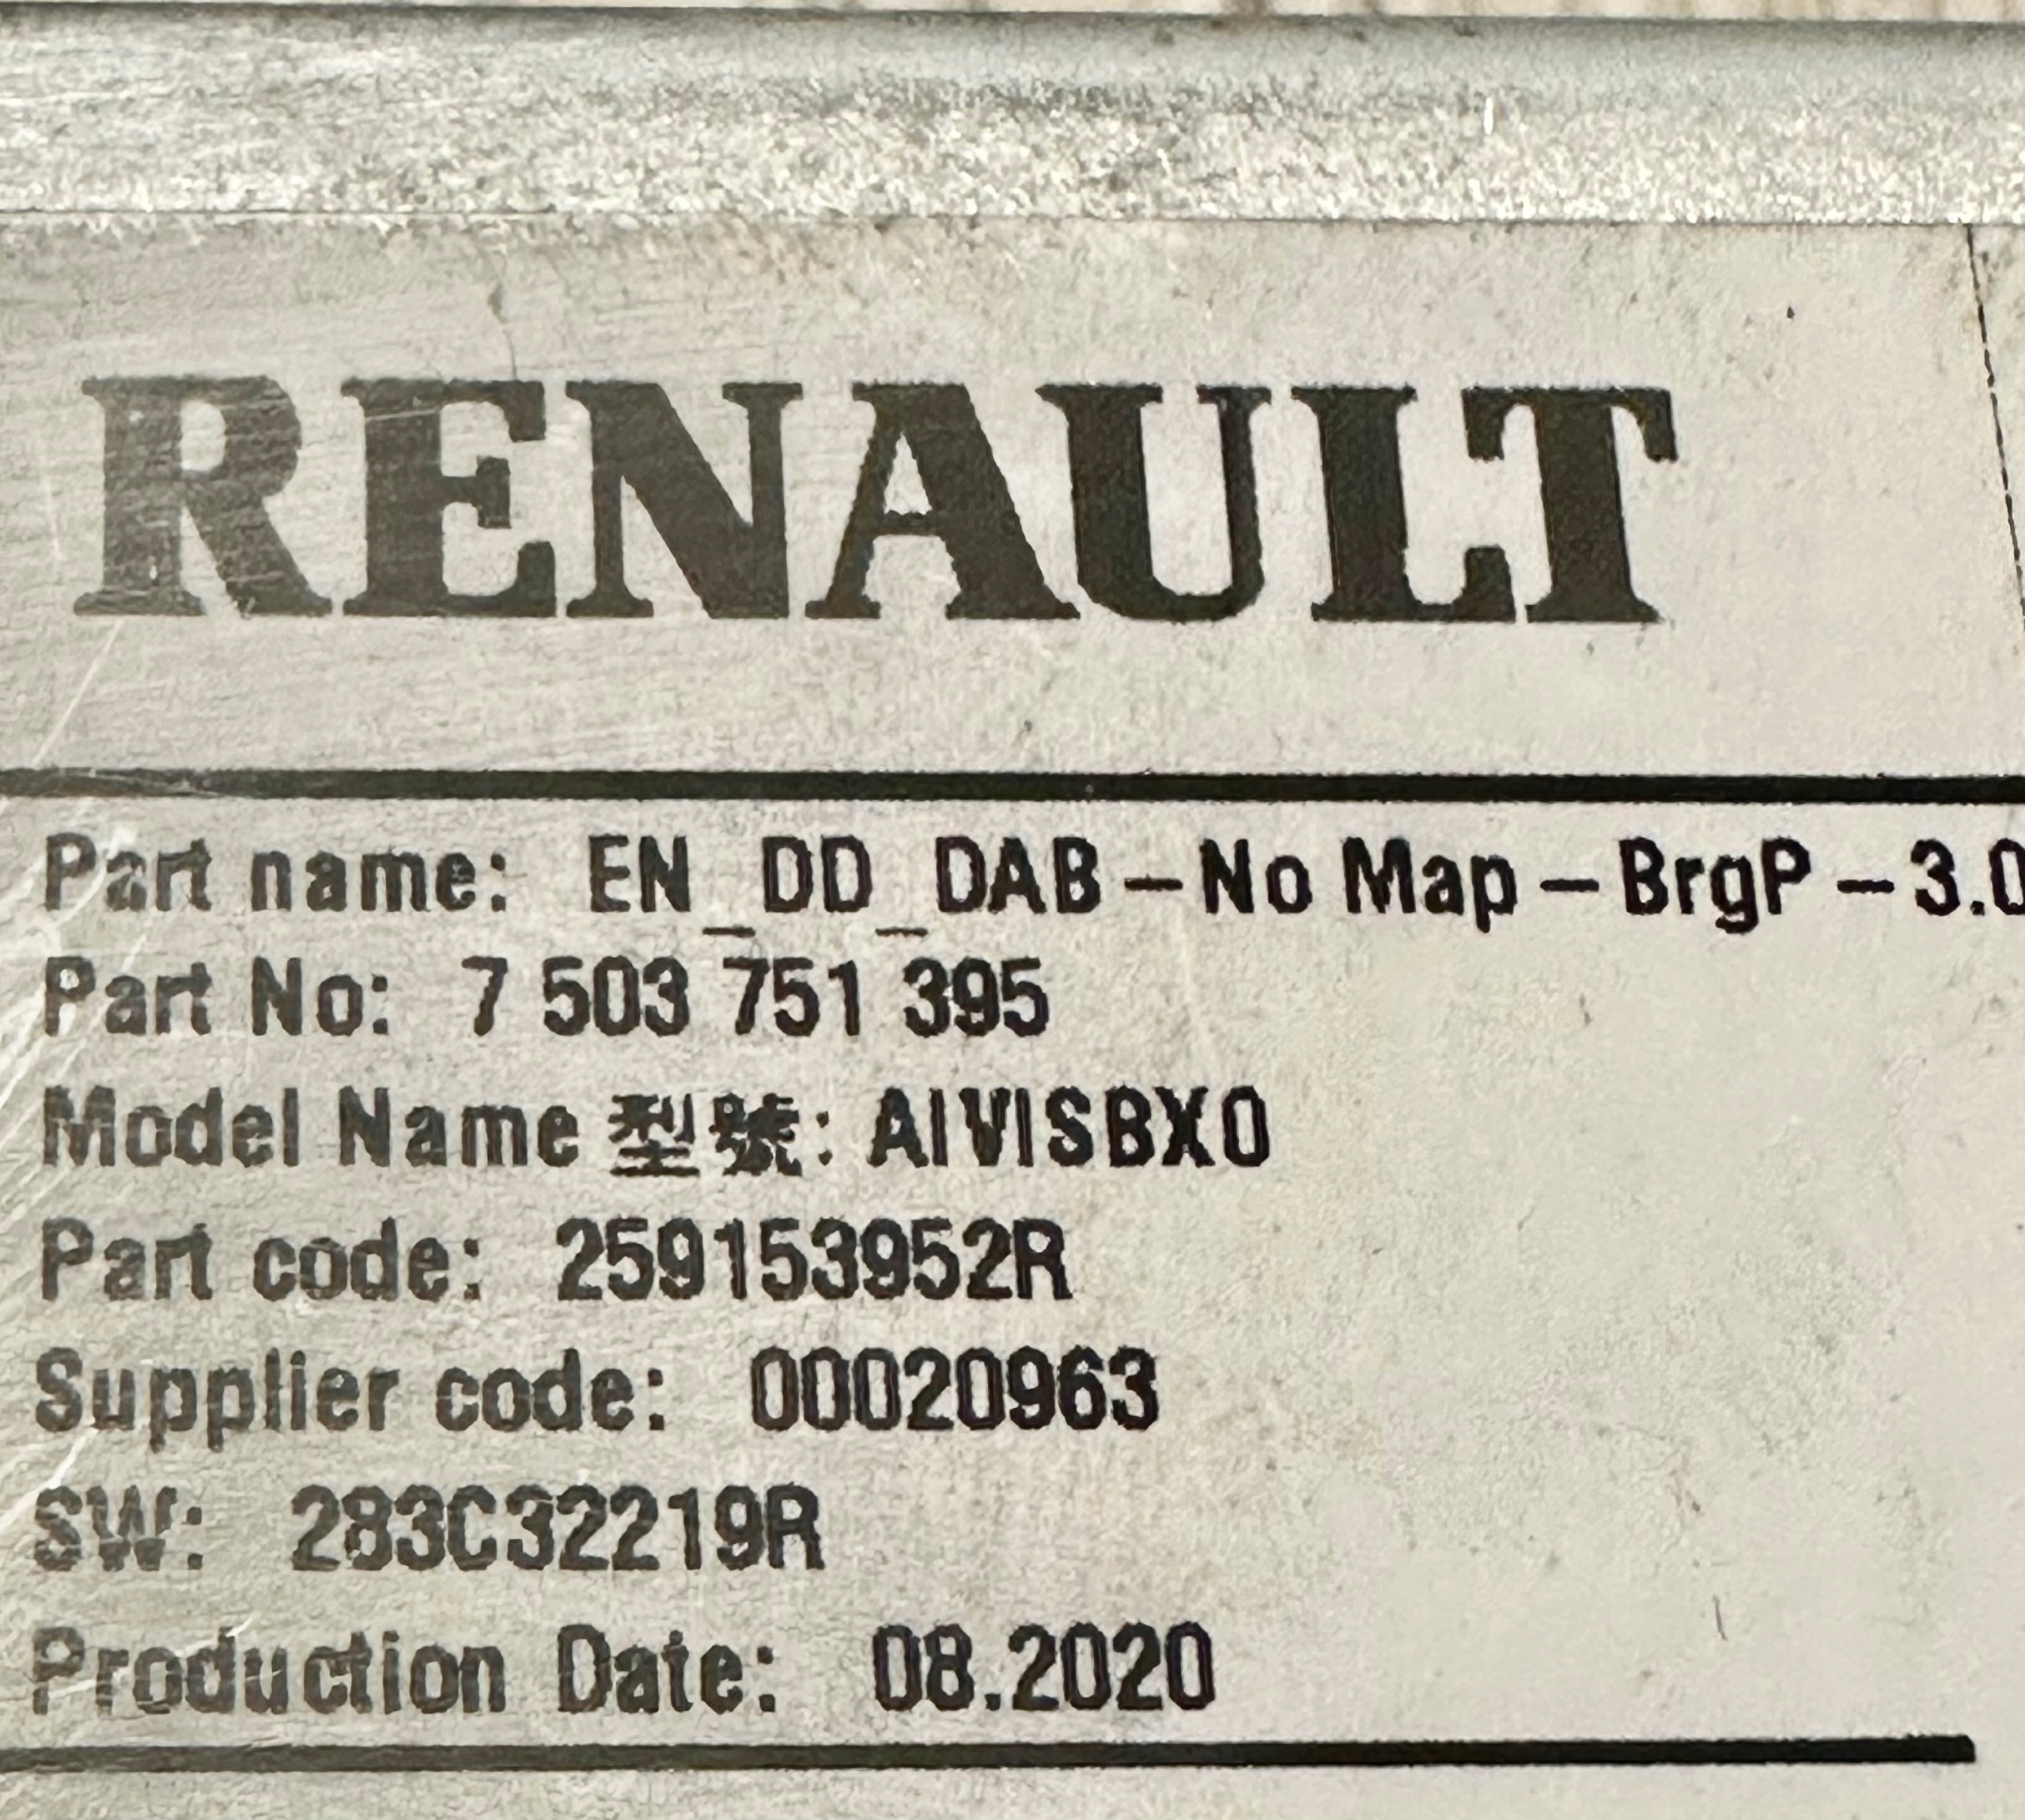 RENAULT
Part name: EN_DD_DAB-No Map-BrgP-3.0
Part No: 7 503 751 395
Model Name 型號: AIVISBX0
Part code: 259153952R
Supplier code: 00020963
SW: 283C32219R
Production Date: 08.2020